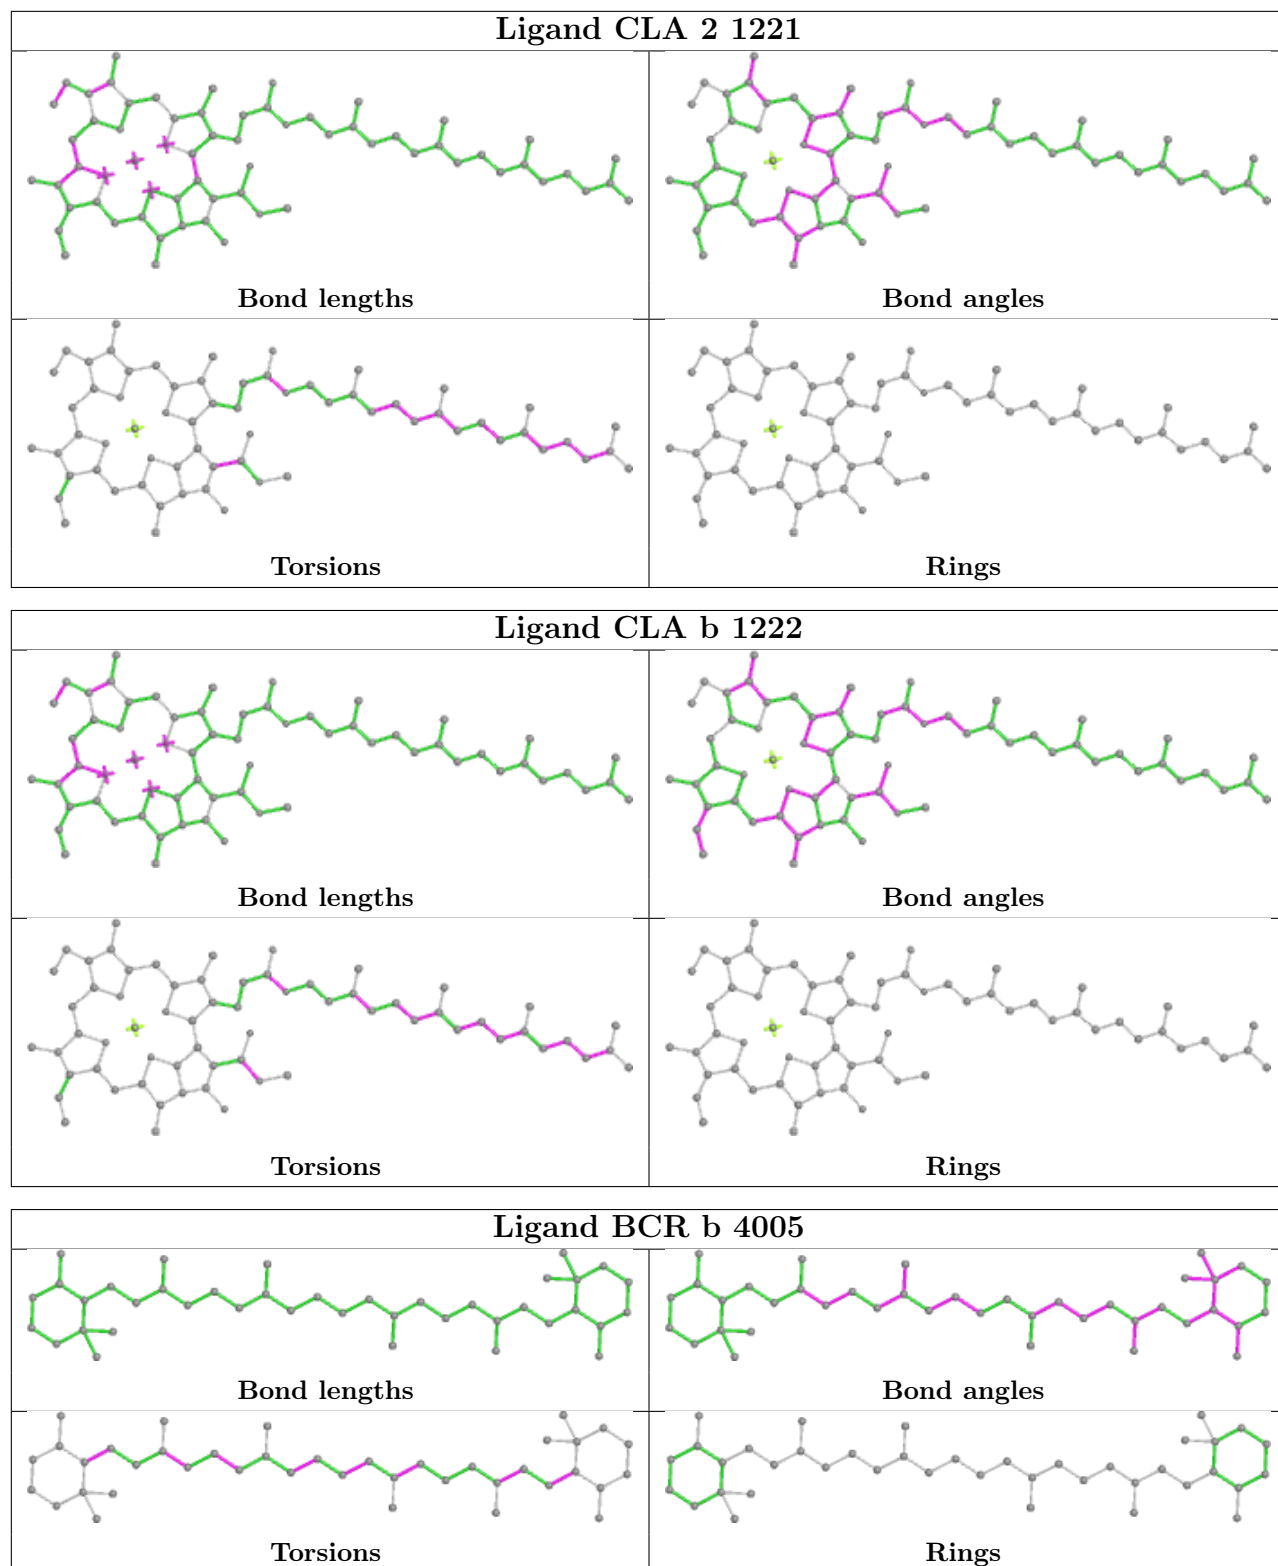 Ligand CLA 2 1221
Bond lengths
Bond angles
Torsions
Rings
Ligand CLA b 1222
Bond lengths
Bond angles
Torsions
Rings
Ligand BCR b 4005
Bond lengths
Bond angles
Torsions
Rings